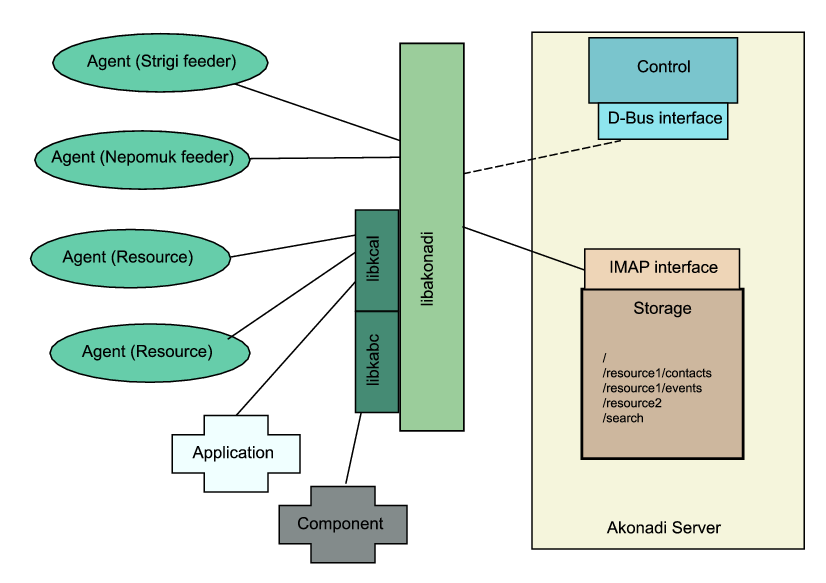 Agent (Strigi feeder)
Agent (Nepomuk feeder)
Agent (Resource)
Agent (Resource)
Application
Component
libkcal
libkabc
libakonadi
Control
D-Bus interface
IMAP interface
Storage
/
/resource1/contacts
/resource1/events
/resource2
/search
Akonadi Server